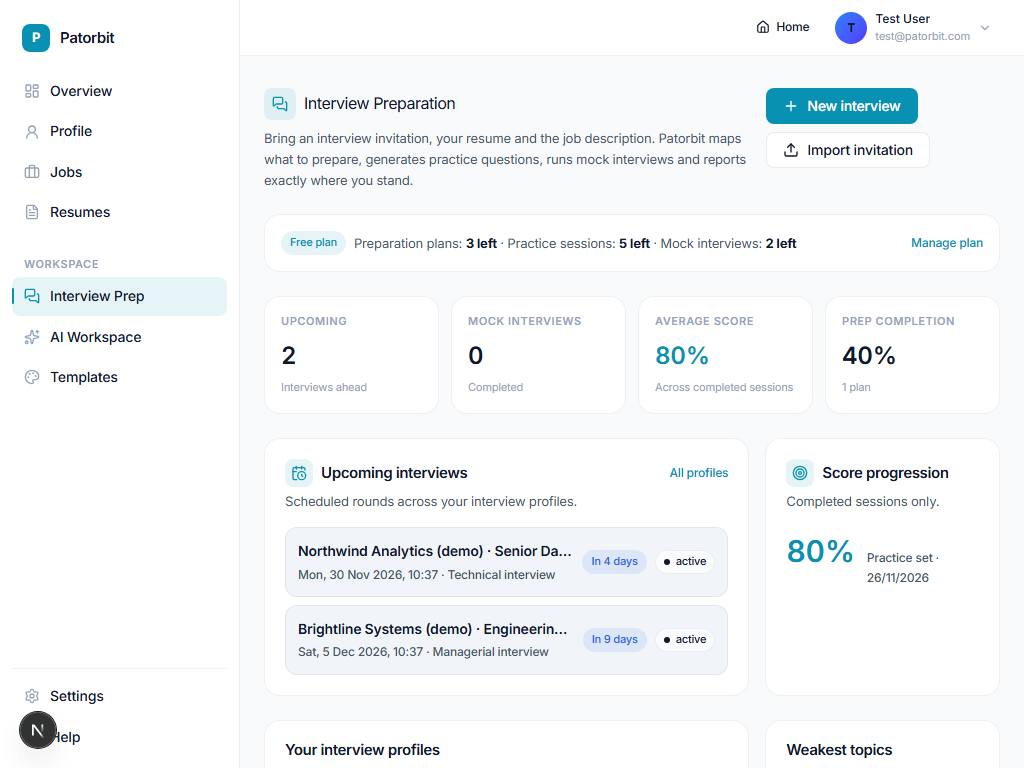 P Patorbit
Overview
Profile
Jobs
Resumes
WORKSPACE
Interview Prep
AI Workspace
Templates
Settings
N
Help
Home
T
Test User
test@patorbit.com
Interview Preparation
Bring an interview invitation, your resume and the job description. Patorbit maps
what to prepare, generates practice questions, runs mock interviews and reports
exactly where you stand.
New interview
Import invitation
Free plan Preparation plans: 3 left · Practice sessions: 5 left · Mock interviews: 2 left Manage plan
UPCOMING
2
Interviews ahead
MOCK INTERVIEWS
0
Completed
AVERAGE SCORE
80%
Across completed sessions
PREP COMPLETION
40%
1 plan
Upcoming interviews All profiles
Scheduled rounds across your interview profiles.
Northwind Analytics (demo) · Senior Da...
Mon, 30 Nov 2026, 10:37 · Technical interview
In 4 days active
Brightline Systems (demo) · Engineerin...
Sat, 5 Dec 2026, 10:37 · Managerial interview
In 9 days active
Score progression
Completed sessions only.
80%
Practice set ·
26/11/2026
Your interview profiles
Weakest topics